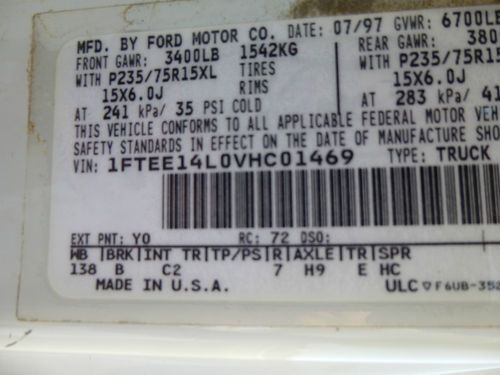 MFD. BY FORD MOTOR CO. DATE: 07/97 GVWR: 6700LB
FRONT GAWR: 3400LB 1542KG REAR GAWR: 380
WITH P235/75R15XL TIRES WITH P235/75R15
15X6.0J RIMS 15X6.0J
AT 241 kPa/ 35 PSI COLD AT 283 kPa/ 41
THIS VEHICLE CONFORMS TO ALL APPLICABLE FEDERAL MOTOR VEH
SAFETY STANDARDS IN EFFECT ON THE DATE OF MANUFACTURE SH
VIN: 1FTEE14L0VHC01469 TYPE: TRUCK
EXT PNT: YO RC: 72 DSO:
WB |BRK|INT TR|TP/PS|R|AXLE|TR|SPR
138 B C2 7 H9 E HC
MADE IN U.S.A. ULC F6UB-352